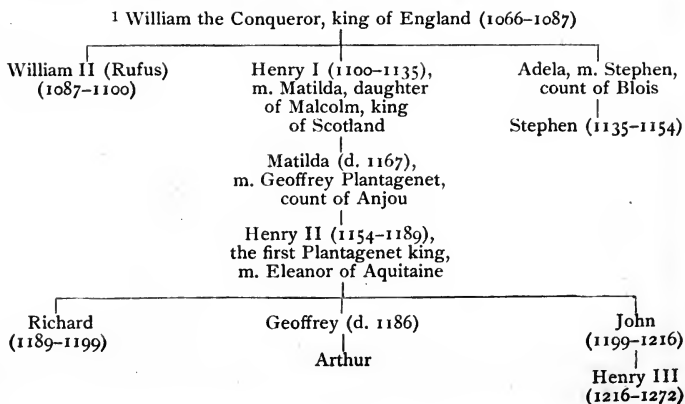 1 William the Conqueror, king of England (1066–1087)
William II (Rufus)
(1087–1100)
Henry I (1100–1135),
m. Matilda, daughter
of Malcolm, king
of Scotland
Adela, m. Stephen,
count of Blois
Stephen (1135–1154)
Matilda (d. 1167),
m. Geoffrey Plantagenet,
count of Anjou
Henry II (1154–1189),
the first Plantagenet king,
m. Eleanor of Aquitaine
Richard
(1189–1199)
Geoffrey (d. 1186)
Arthur
John
(1199–1216)
Henry III
(1216–1272)